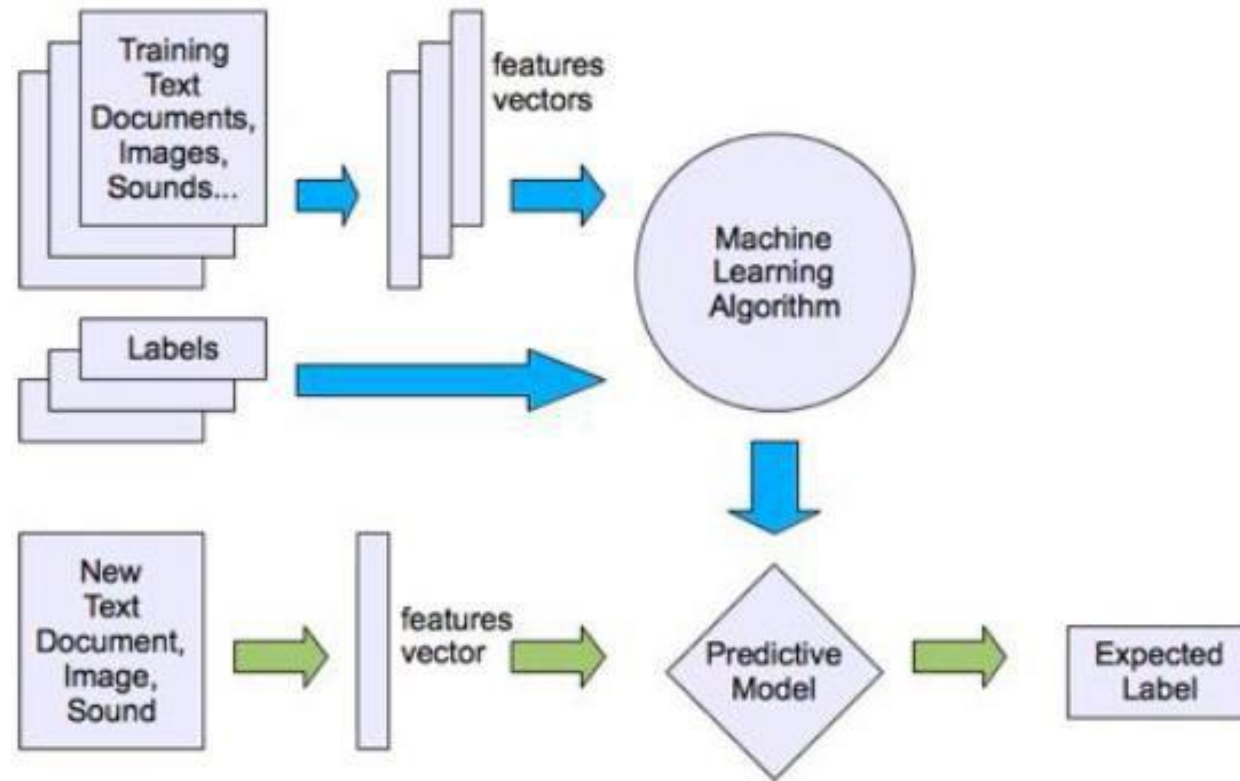 Training
Text
Documents,
Images,
Sounds...
features
vectors
Machine
Learning
Algorithm
Labels
New
Text
Document,
Image,
Sound
features
vector
Predictive
Model
Expected
Label